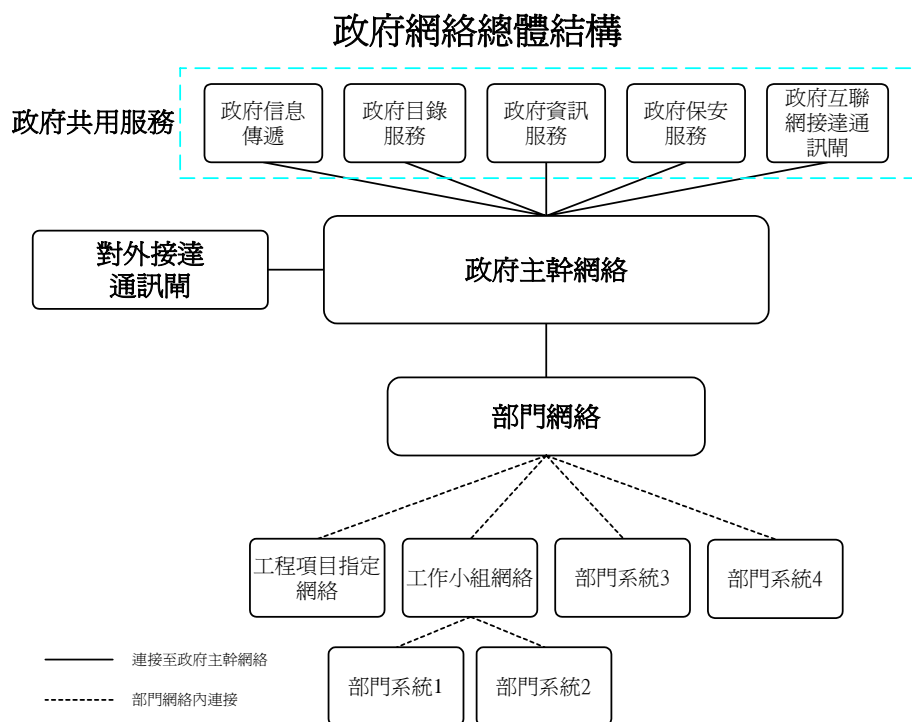 政府網絡總體結構
政府共用服務
政府信息
傳遞
政府目錄
服務
政府資訊
服務
政府保安
服務
政府互聯
網接達通
訊閘
對外接達
通訊閘
政府主幹網絡
部門網絡
工程項目指定
網絡
工作小組網絡
部門系統3
部門系統4
部門系統1
部門系統2
連接至政府主幹網絡
部門網絡內連接